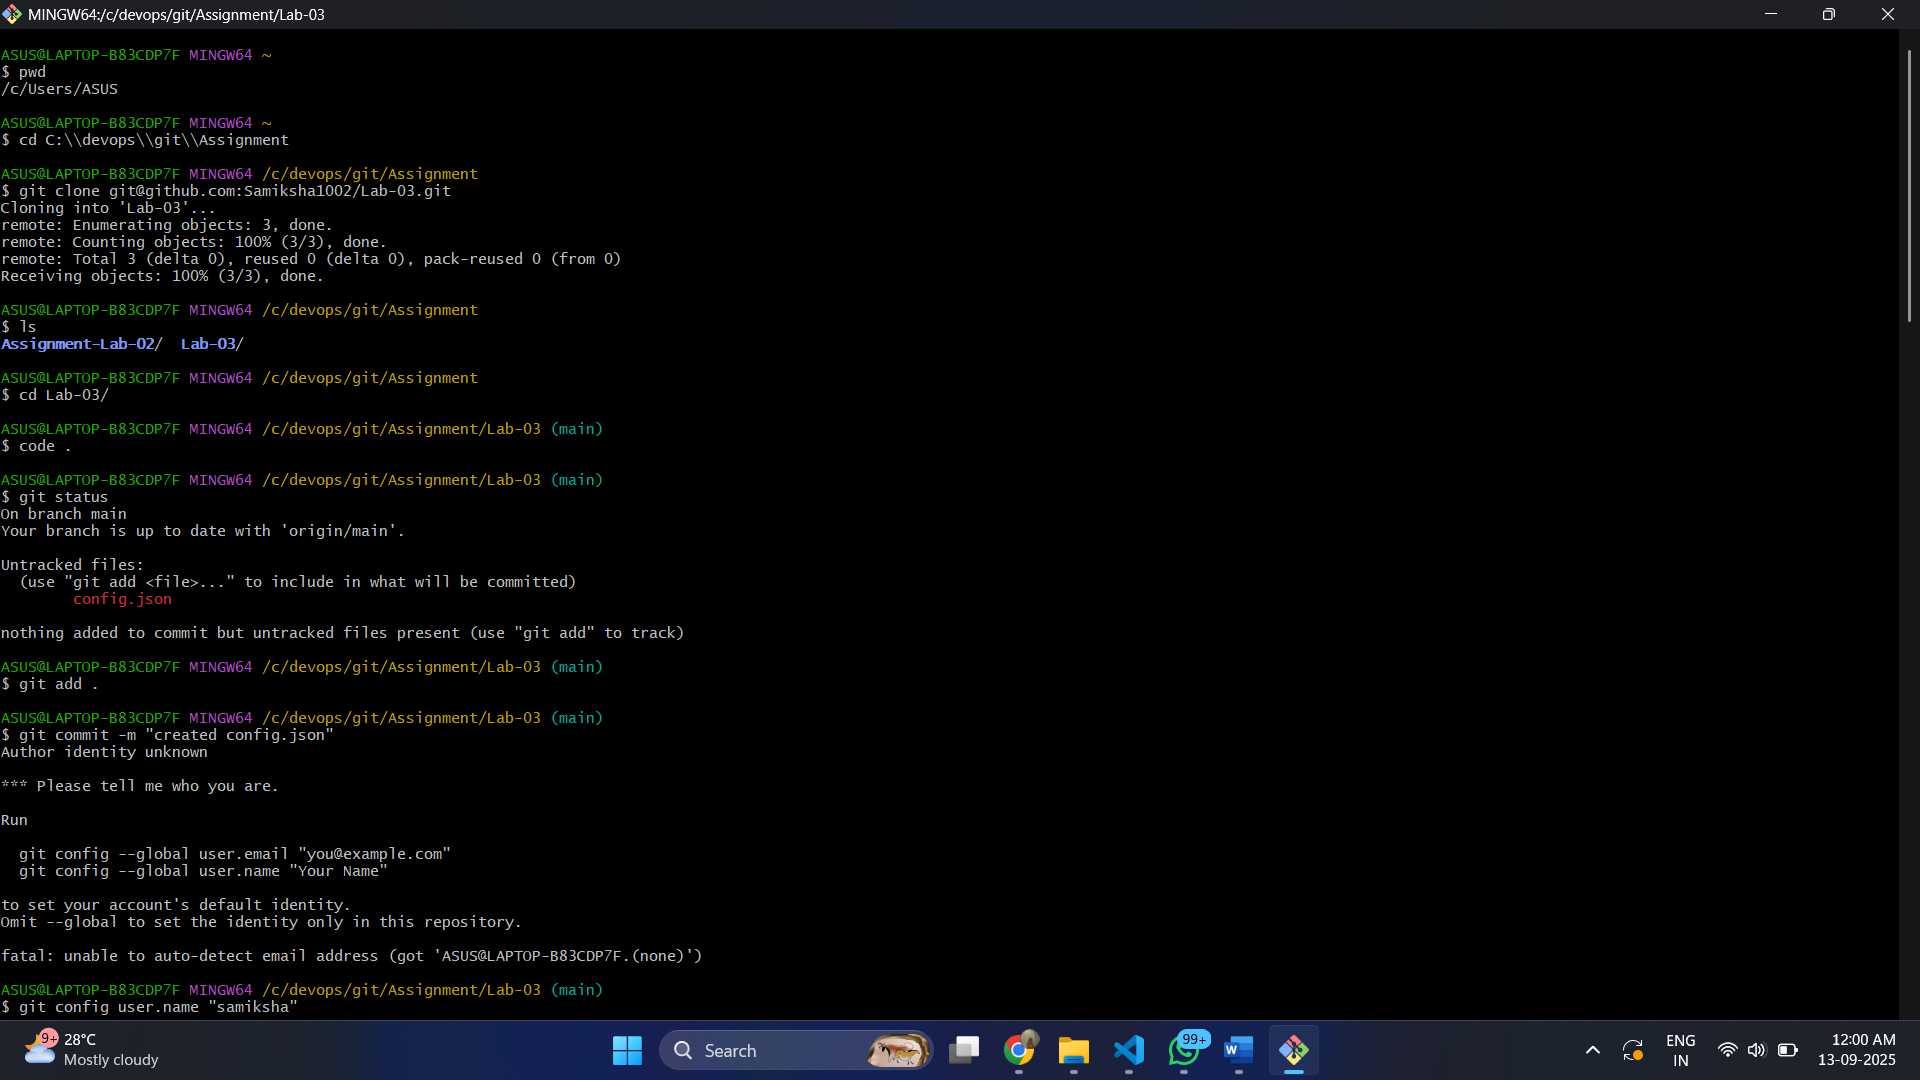 MINGW64:/c/devops/git/Assignment/Lab-03
ASUS@LAPTOP-B83CDP7F MINGW64 ~
$ pwd
/c/Users/ASUS
ASUS@LAPTOP-B83CDP7F MINGW64 ~
$ cd C:\\devops\\git\\Assignment
ASUS@LAPTOP-B83CDP7F MINGW64 /c/devops/git/Assignment
$ git clone git@github.com:Samiksha1002/Lab-03.git
Cloning into 'Lab-03'...
remote: Enumerating objects: 3, done.
remote: Counting objects: 100% (3/3), done.
remote: Total 3 (delta 0), reused 0 (delta 0), pack-reused 0 (from 0)
Receiving objects: 100% (3/3), done.
ASUS@LAPTOP-B83CDP7F MINGW64 /c/devops/git/Assignment
$ ls
Assignment-Lab-02/  Lab-03/
ASUS@LAPTOP-B83CDP7F MINGW64 /c/devops/git/Assignment
$ cd Lab-03/
ASUS@LAPTOP-B83CDP7F MINGW64 /c/devops/git/Assignment/Lab-03 (main)
$ code .
ASUS@LAPTOP-B83CDP7F MINGW64 /c/devops/git/Assignment/Lab-03 (main)
$ git status
On branch main
Your branch is up to date with 'origin/main'.
Untracked files:
  (use "git add <file>..." to include in what will be committed)
        config.json
nothing added to commit but untracked files present (use "git add" to track)
ASUS@LAPTOP-B83CDP7F MINGW64 /c/devops/git/Assignment/Lab-03 (main)
$ git add .
ASUS@LAPTOP-B83CDP7F MINGW64 /c/devops/git/Assignment/Lab-03 (main)
$ git commit -m "created config.json"
Author identity unknown
*** Please tell me who you are.
Run
  git config --global user.email "you@example.com"
  git config --global user.name "Your Name"
to set your account's default identity.
Omit --global to set the identity only in this repository.
fatal: unable to auto-detect email address (got 'ASUS@LAPTOP-B83CDP7F.(none)')
ASUS@LAPTOP-B83CDP7F MINGW64 /c/devops/git/Assignment/Lab-03 (main)
$ git config user.name "samiksha"
9+
28°C
Mostly cloudy
Search
99+
W
ENG
IN
12:00 AM
13-09-2025